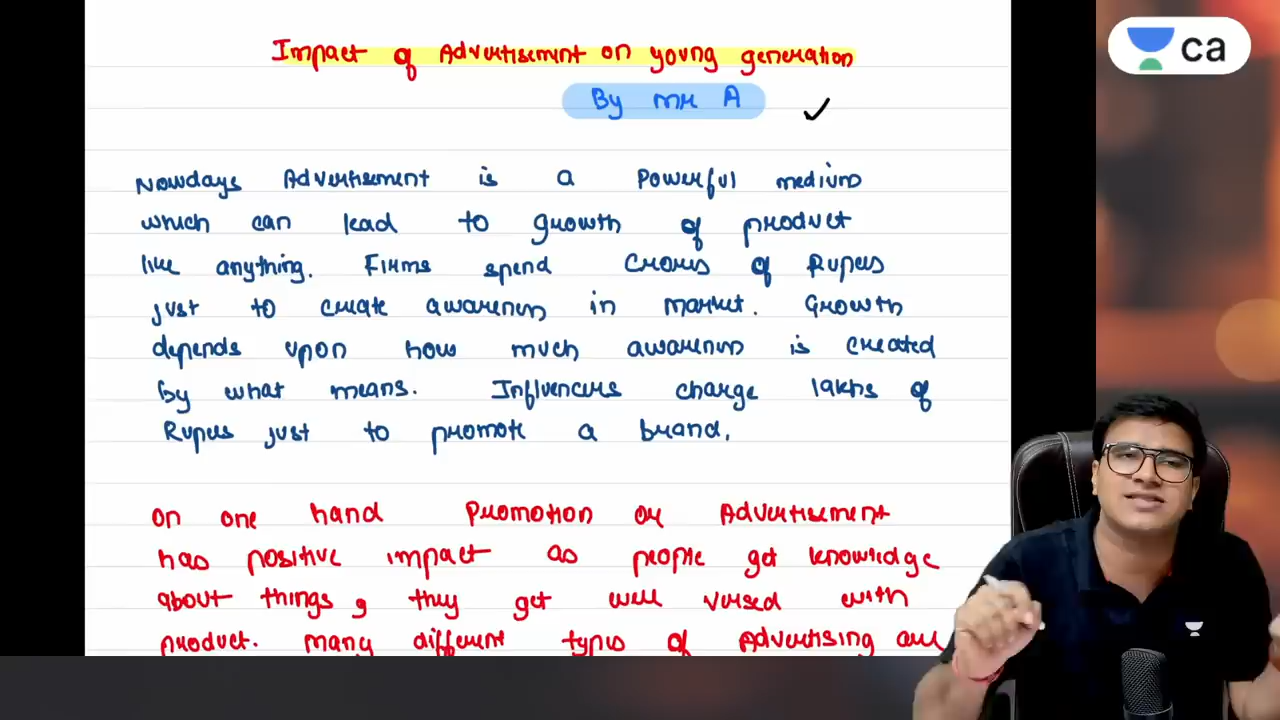 Impact of Advertisement on young generation
By Mr A
ca
Nowdays Advertisement is a Powerful medium
which can lead to growth of product
like anything. Firms spend Crores of Rupees
just to create awareness in market. Growth
depends upon how much awareness is created
by what means. Influencers charge lakhs of
Rupees just to promote a brand.
On one hand Promotion or Advertisement
has positive impact as people get knowledge
about things, they get well versed with
product. Many different types of Advertising are